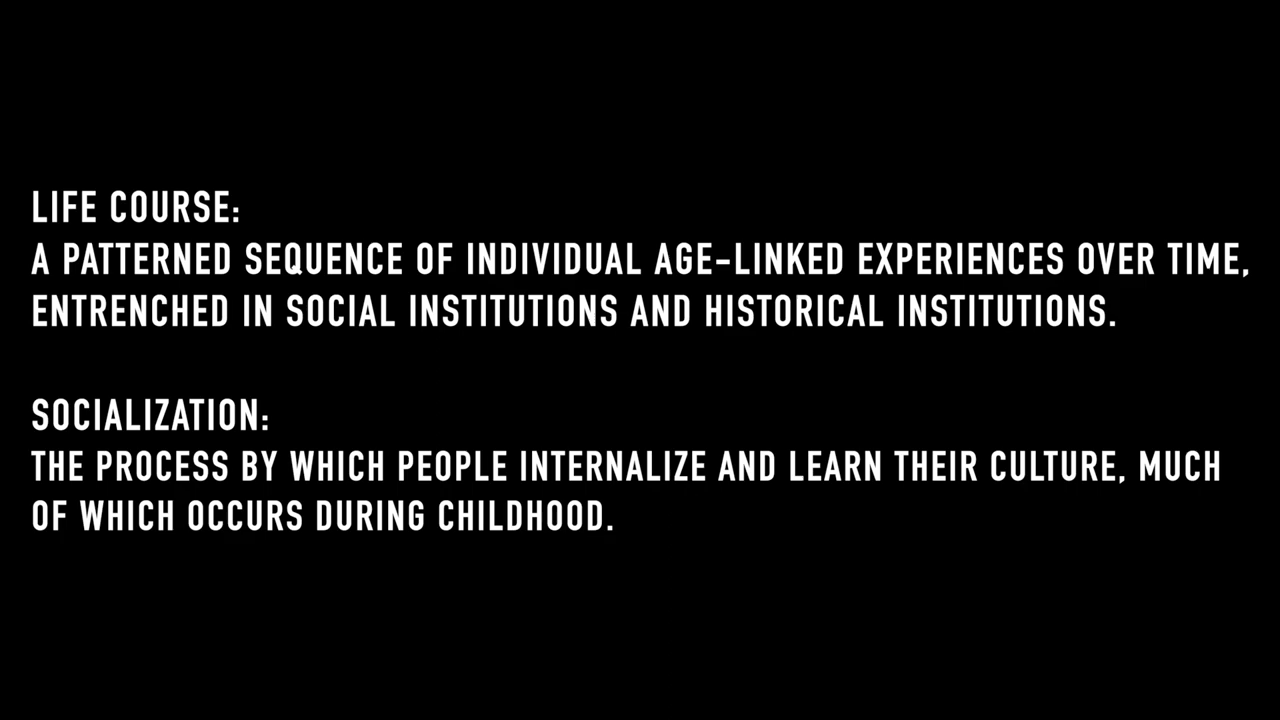 LIFE COURSE:
A PATTERNED SEQUENCE OF INDIVIDUAL AGE-LINKED EXPERIENCES OVER TIME,
ENTRENCHED IN SOCIAL INSTITUTIONS AND HISTORICAL INSTITUTIONS.
SOCIALIZATION:
THE PROCESS BY WHICH PEOPLE INTERNALIZE AND LEARN THEIR CULTURE, MUCH
OF WHICH OCCURS DURING CHILDHOOD.